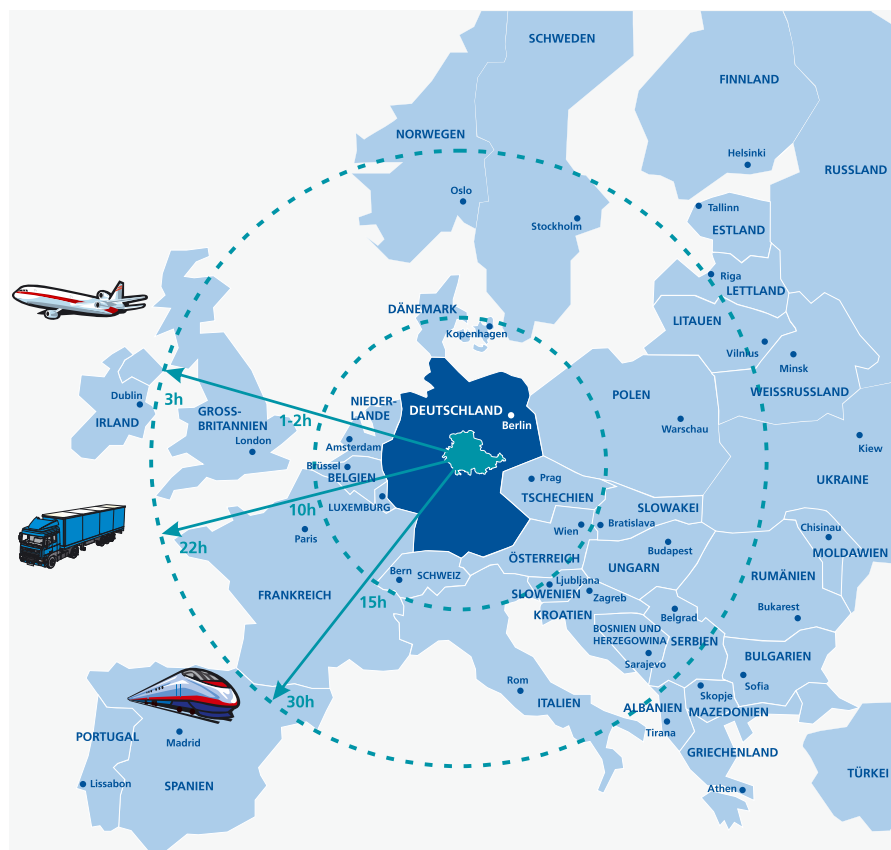 SCHWEDEN
FINNLAND
NORWEGEN
Helsinki
RUSSLAND
Oslo
Tallinn
Stockholm
ESTLAND
Riga
LETTLAND
DÄNEMARK
LITAUEN
Kopenhagen
Vilnius
Minsk
3h
Dublin
NIEDER-
LANDE
DEUTSCHLAND
POLEN
WEISSRUSSLAND
GROSS-
BRITANNIEN
1-2h
IRLAND
Berlin
Warschau
London
Amsterdam
Kiew
Brüssel
BELGIEN
Prag
UKRAINE
TSCHECHIEN
LUXEMBURG
10h
SLOWAKEI
Wien
Bratislava
Chisinau
22h
Paris
Budapest
MOLDAWIEN
ÖSTERREICH
UNGARN
Bern
SCHWEIZ
RUMÄNIEN
Ljubljana
FRANKREICH
15h
SLOWENIEN
Zagreb
KROATIEN
Belgrad
Bukarest
BOSNIEN UND
HERZEGOWINA
SERBIEN
Sarajevo
BULGARIEN
Rom
Sofia
30h
Skopje
ITALIEN
ALBANIEN
MAZEDONIEN
PORTUGAL
Madrid
Tirana
GRIECHENLAND
Lissabon
SPANIEN
Athen
TÜRKEI